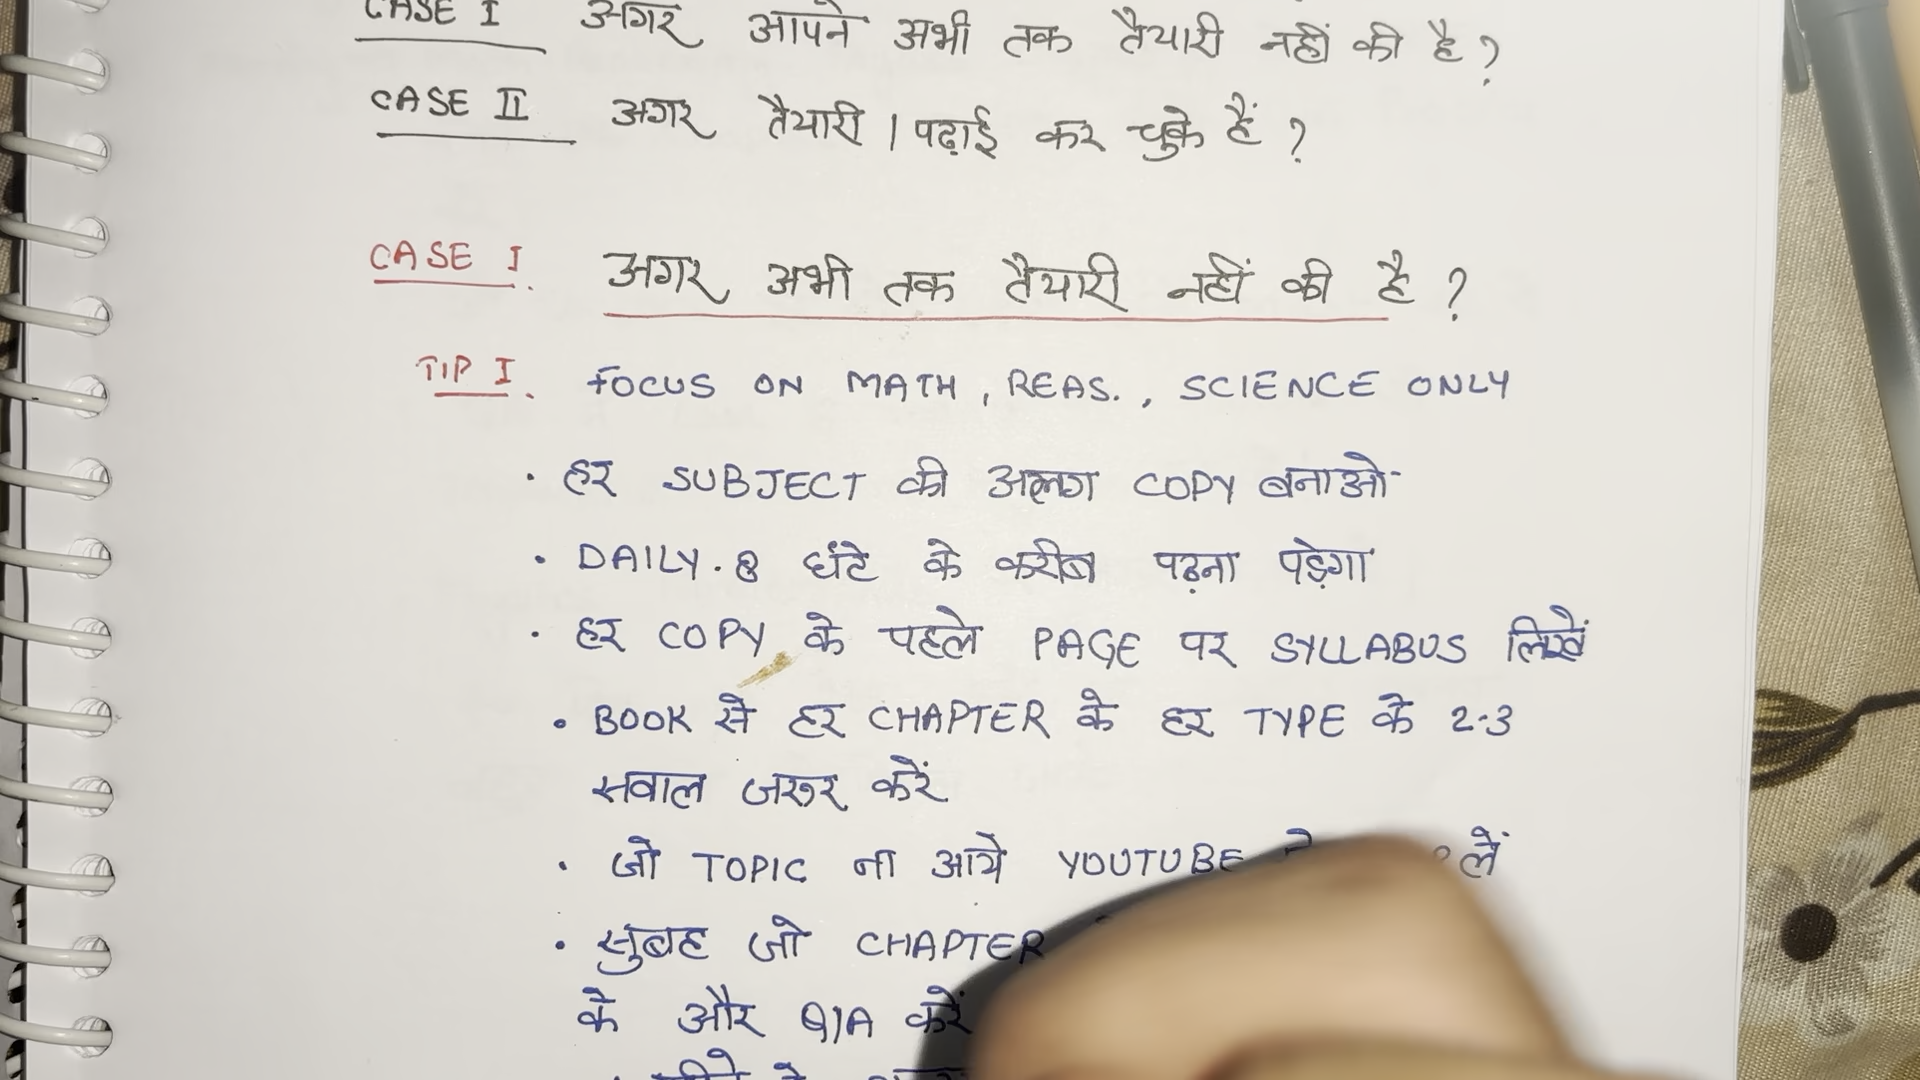 CASE I अगर आपने अभी तक तैयारी नहीं की है ?
CASE II अगर तैयारी / पढ़ाई कर चुके हैं ?
CASE I. अगर अभी तक तैयारी नहीं की है ?
TIP I. FOCUS ON MATH, REAS., SCIENCE ONLY
• हर SUBJECT की अलग COPY बनाओ
• DAILY. 8 घंटे के करीब पढ़ना पड़ेगा
• हर COPY के पहले PAGE पर SYLLABUS लिखें
• BOOK से हर CHAPTER के हर TYPE के 2-3
सवाल जरुर करें
• जो TOPIC ना आये YOUTUBE लें
• सुबह जो CHAPTER
के और Q/A करें